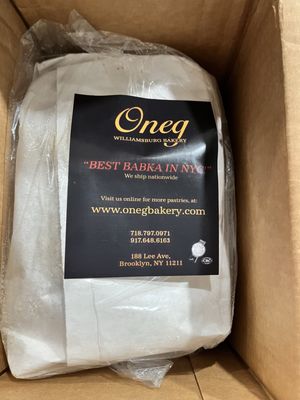 Oneg
WILLIAMSBURG BAKERY
"BEST BABKA IN NYC"
We ship nationwide
Visit us online for more pastries, at:
www.onegbakery.com
718.797.0971
917.648.6163
188 Lee Ave,
Brooklyn, NY 11211